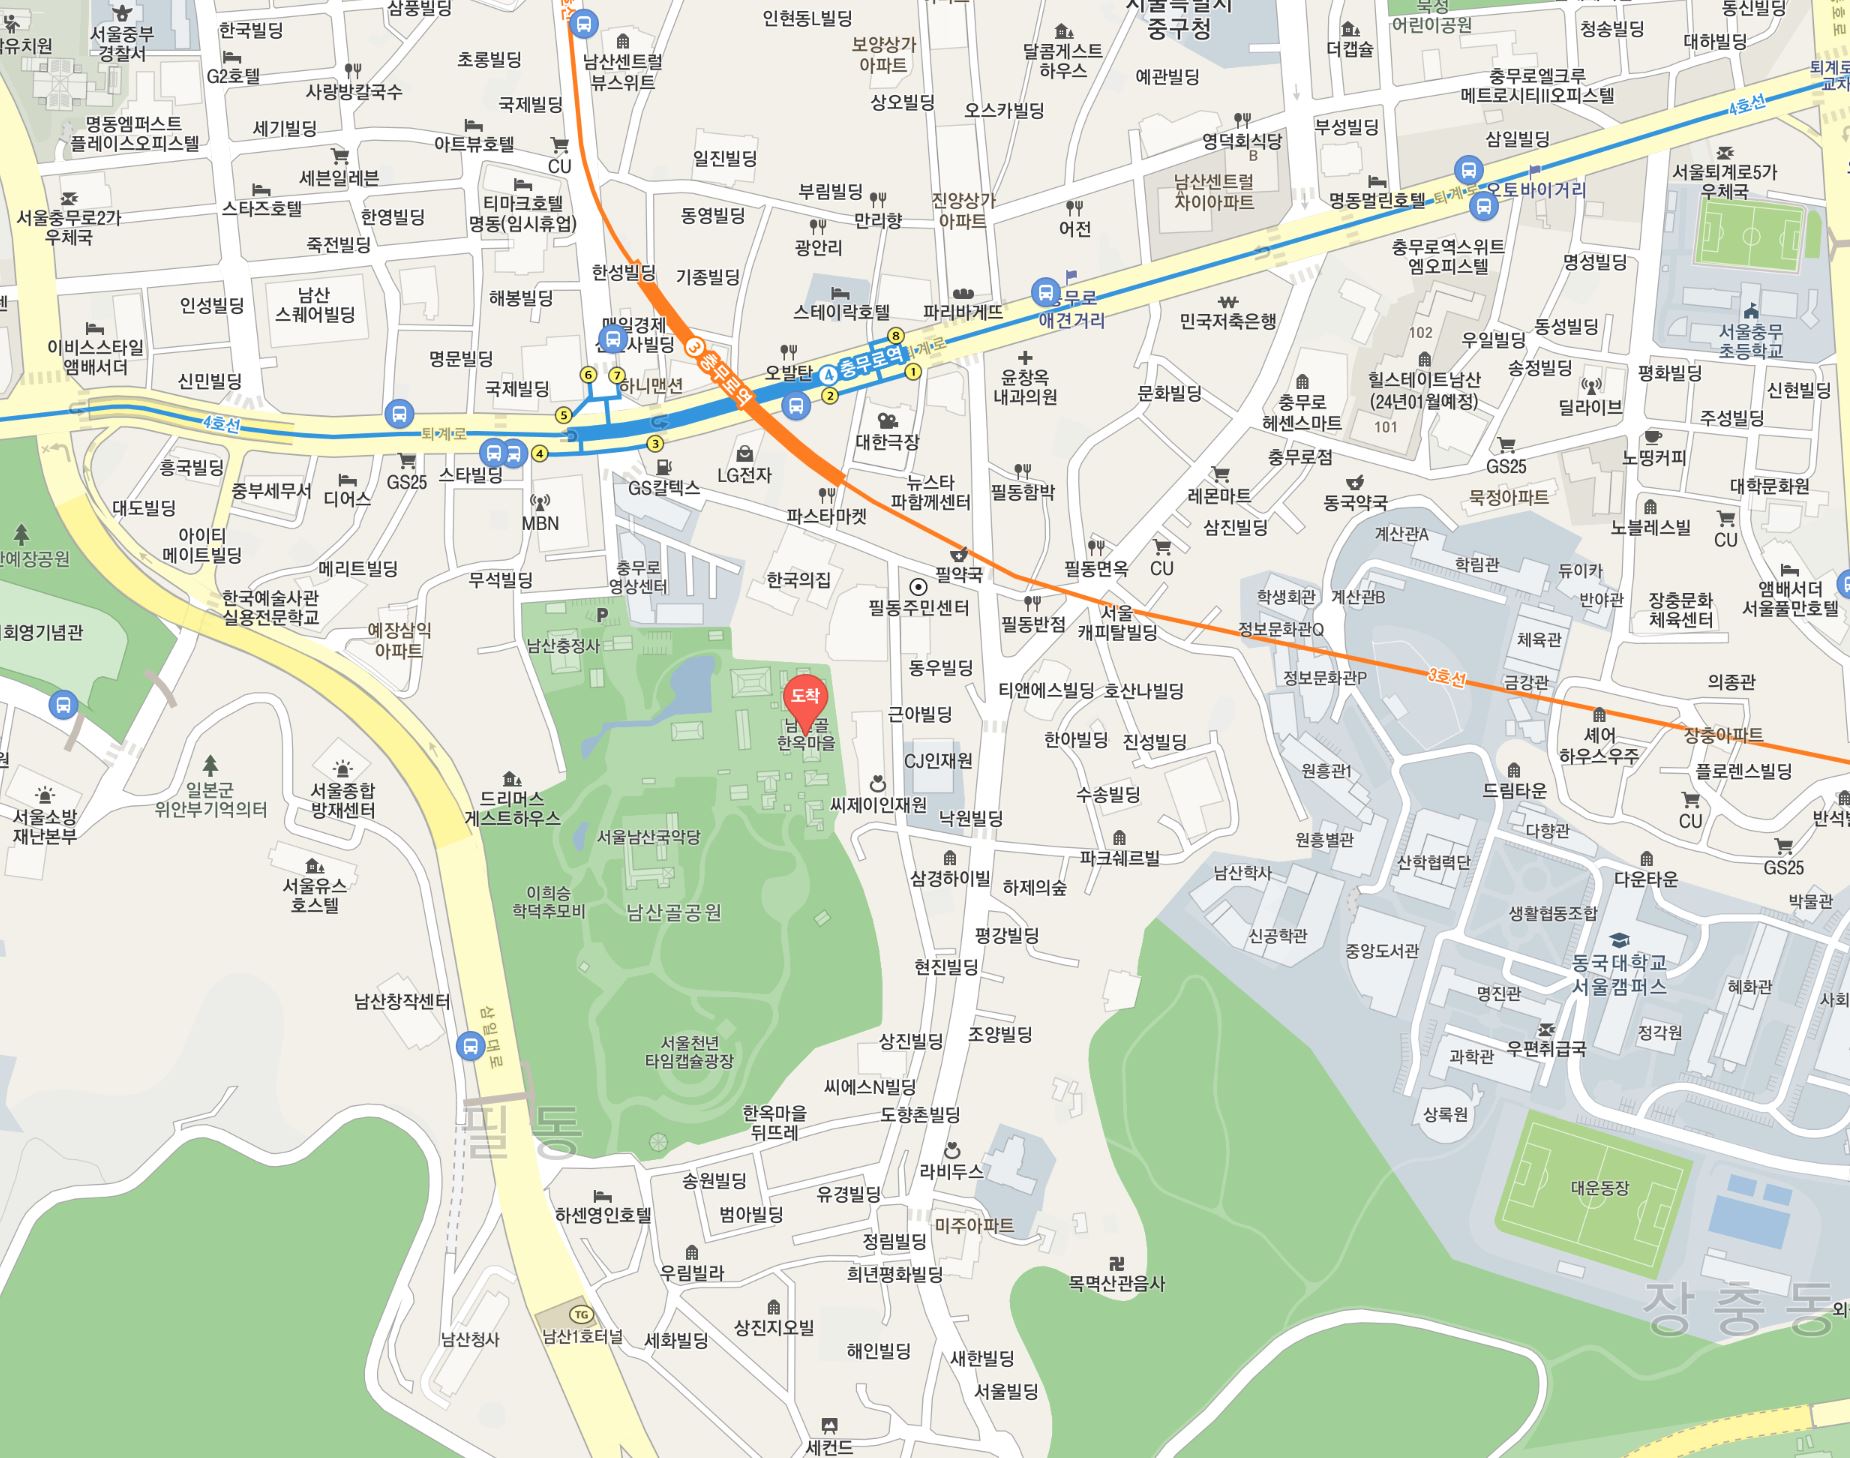 삼풍빌딩
인현동L빌딩
중구청
묵정
어린이공원
동신빌딩
청송빌딩
대하빌딩
서울중부
경찰서
한국빌딩
G2호텔
사랑방칼국수
초롱빌딩
남산센트럴
뷰스위트
보양상가
아파트
달콤게스트
하우스
예관빌딩
더캡슐
충무로엘크루
메트로시티II오피스텔
4호선
국제빌딩
상오빌딩
오스카빌딩
명동엠퍼스트
플레이스오피스텔
세기빌딩
아트뷰호텔
CU
일진빌딩
영덕회식당
B
부성빌딩
삼일빌딩
세븐일레븐
서울충무로2가
우체국
스타즈호텔
한영빌딩
티마크호텔
명동(임시휴업)
동영빌딩
부림빌딩
만리향
진양상가
아파트
어전
남산센트럴
자이아파트
명동멀린호텔
퇴계로
오토바이거리
서울퇴계로5가
우체국
죽전빌딩
광안리
충무로역스위트
엠오피스텔
명성빌딩
한성빌딩
기종빌딩
인성빌딩
남산
스퀘어빌딩
해봉빌딩
스테이락호텔
파리바게뜨
충무로
애견거리
민국저축은행
102
우일빌딩
동성빌딩
서울충무
초등학교
이비스스타일
앰배서더
매일경제
명문빌딩
3
충무로역
8
4
충무로역
퇴계로
송정빌딩
신민빌딩
국제빌딩
6
7
하니맨션
오발탄
2
1
윤창옥
내과의원
문화빌딩
충무로
헤센스마트
힐스테이트남산
(24년01월예정)
101
딜라이브
평화빌딩
신현빌딩
주성빌딩
4호선
퇴계로
5
3
4
대한극장
충무로점
흥국빌딩
중부세무서
디어스
GS25
스타빌딩
GS칼텍스
LG전자
뉴스타
파함께센터
필동함박
레몬마트
동국약국
GS25
묵정아파트
노띵커피
대학문화원
대도빌딩
아이티
메이트빌딩
MBN
파스타마켓
삼진빌딩
계산관A
노블레스빌
CU
메리트빌딩
무석빌딩
충무로
영상센터
한국의집
필약국
필동면옥
CU
학림관
듀이카
반야관
앰배서더
서울풀만호텔
한국예술사관
실용전문학교
예장삼익
아파트
P
남산충정사
필동주민센터
필동반점
서울
캐피탈빌딩
학생회관
계산관B
정보문화관Q
체육관
장충문화
체육센터
동우빌딩
티앤에스빌딩
호산나빌딩
정보문화관P
3호선
금강관
의종관
도착
한옥마을
근아빌딩
한아빌딩
진성빌딩
셰어
하우스우주
장충아파트
일본군
위안부기억의터
서울종합
방재센터
드리머스
게스트하우스
CJ인재원
씨제이인재원
원흥관1
드림타운
플로렌스빌딩
CU
서울소방
재난본부
수송빌딩
낙원빌딩
서울남산국악당
원흥별관
다향관
GS25
서울유스
호스텔
삼경하이빌
하제의숲
파크쉐르빌
남산학사
산학협력단
다운타운
이희승
학덕추모비
남산골공원
신공학관
중앙도서관
생활협동조합
박물관
평강빌딩
현진빌딩
동국대학교
서울캠퍼스
남산창작센터
삼일대로
명진관
혜화관
서울천년
타임캡슐광장
상진빌딩
조양빌딩
과학관
우편취급국
정각원
씨에스N빌딩
필동
한옥마을
뒤뜨레
도향촌빌딩
상록원
라비두스
송원빌딩
유경빌딩
대운동장
하센영인호텔
범아빌딩
미주아파트
정림빌딩
우림빌라
희년평화빌딩
목멱산관음사
장충동
TG
남산1호터널
남산청사
세화빌딩
상진지오빌
해인빌딩
새한빌딩
서울빌딩
세컨드